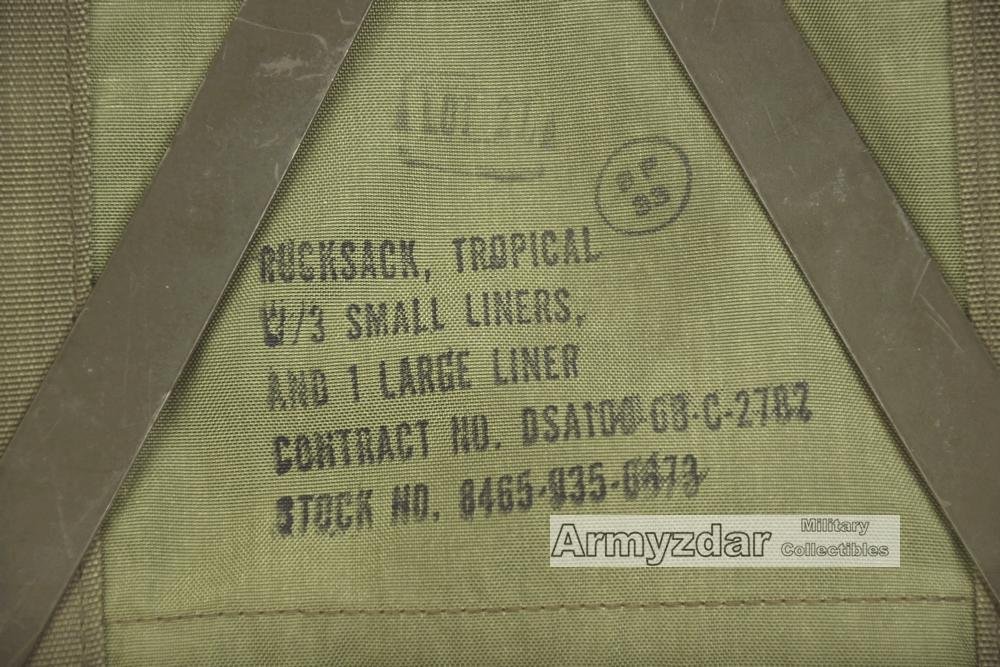 RUCKSACK, TROPICAL
W/3 SMALL LINERS,
AND 1 LARGE LINER
CONTRACT NO. DSA100-68-C-2782
STOCK NO. 8465-935-6673
Armyzdar Military Collectibles